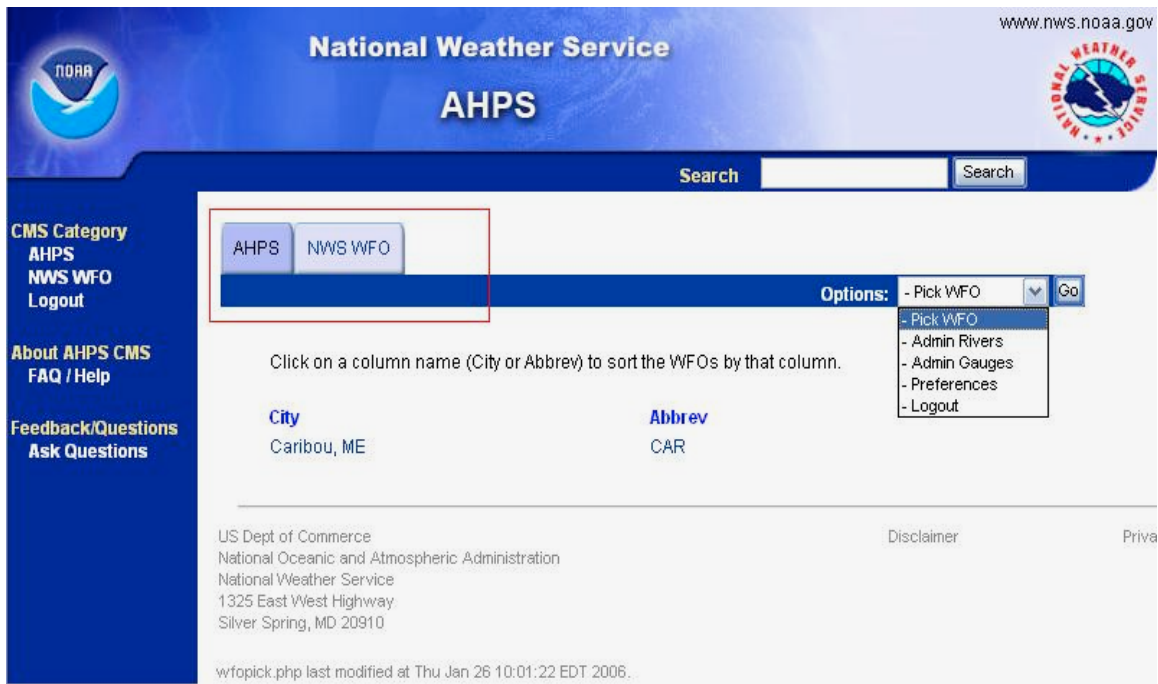 www.nws.noaa.gov
NOAA
National Weather Service
NATIONAL WEATHER SERVICE
AHPS
Search
Search
CMS Category
AHPS
NWS WFO
Logout
About AHPS CMS
FAQ / Help
Feedback/Questions
Ask Questions
AHPS NWS WFO
Options: - Pick WFO Go
- Pick WFO
- Admin Rivers
- Admin Gauges
- Preferences
- Logout
Click on a column name (City or Abbrev) to sort the WFOs by that column.
City Abbrev
Caribou, ME CAR
US Dept of Commerce Disclaimer Priva
National Oceanic and Atmospheric Administration
National Weather Service
1325 East West Highway
Silver Spring, MD 20910
wfopick.php last modified at Thu Jan 26 10:01:22 EDT 2006.